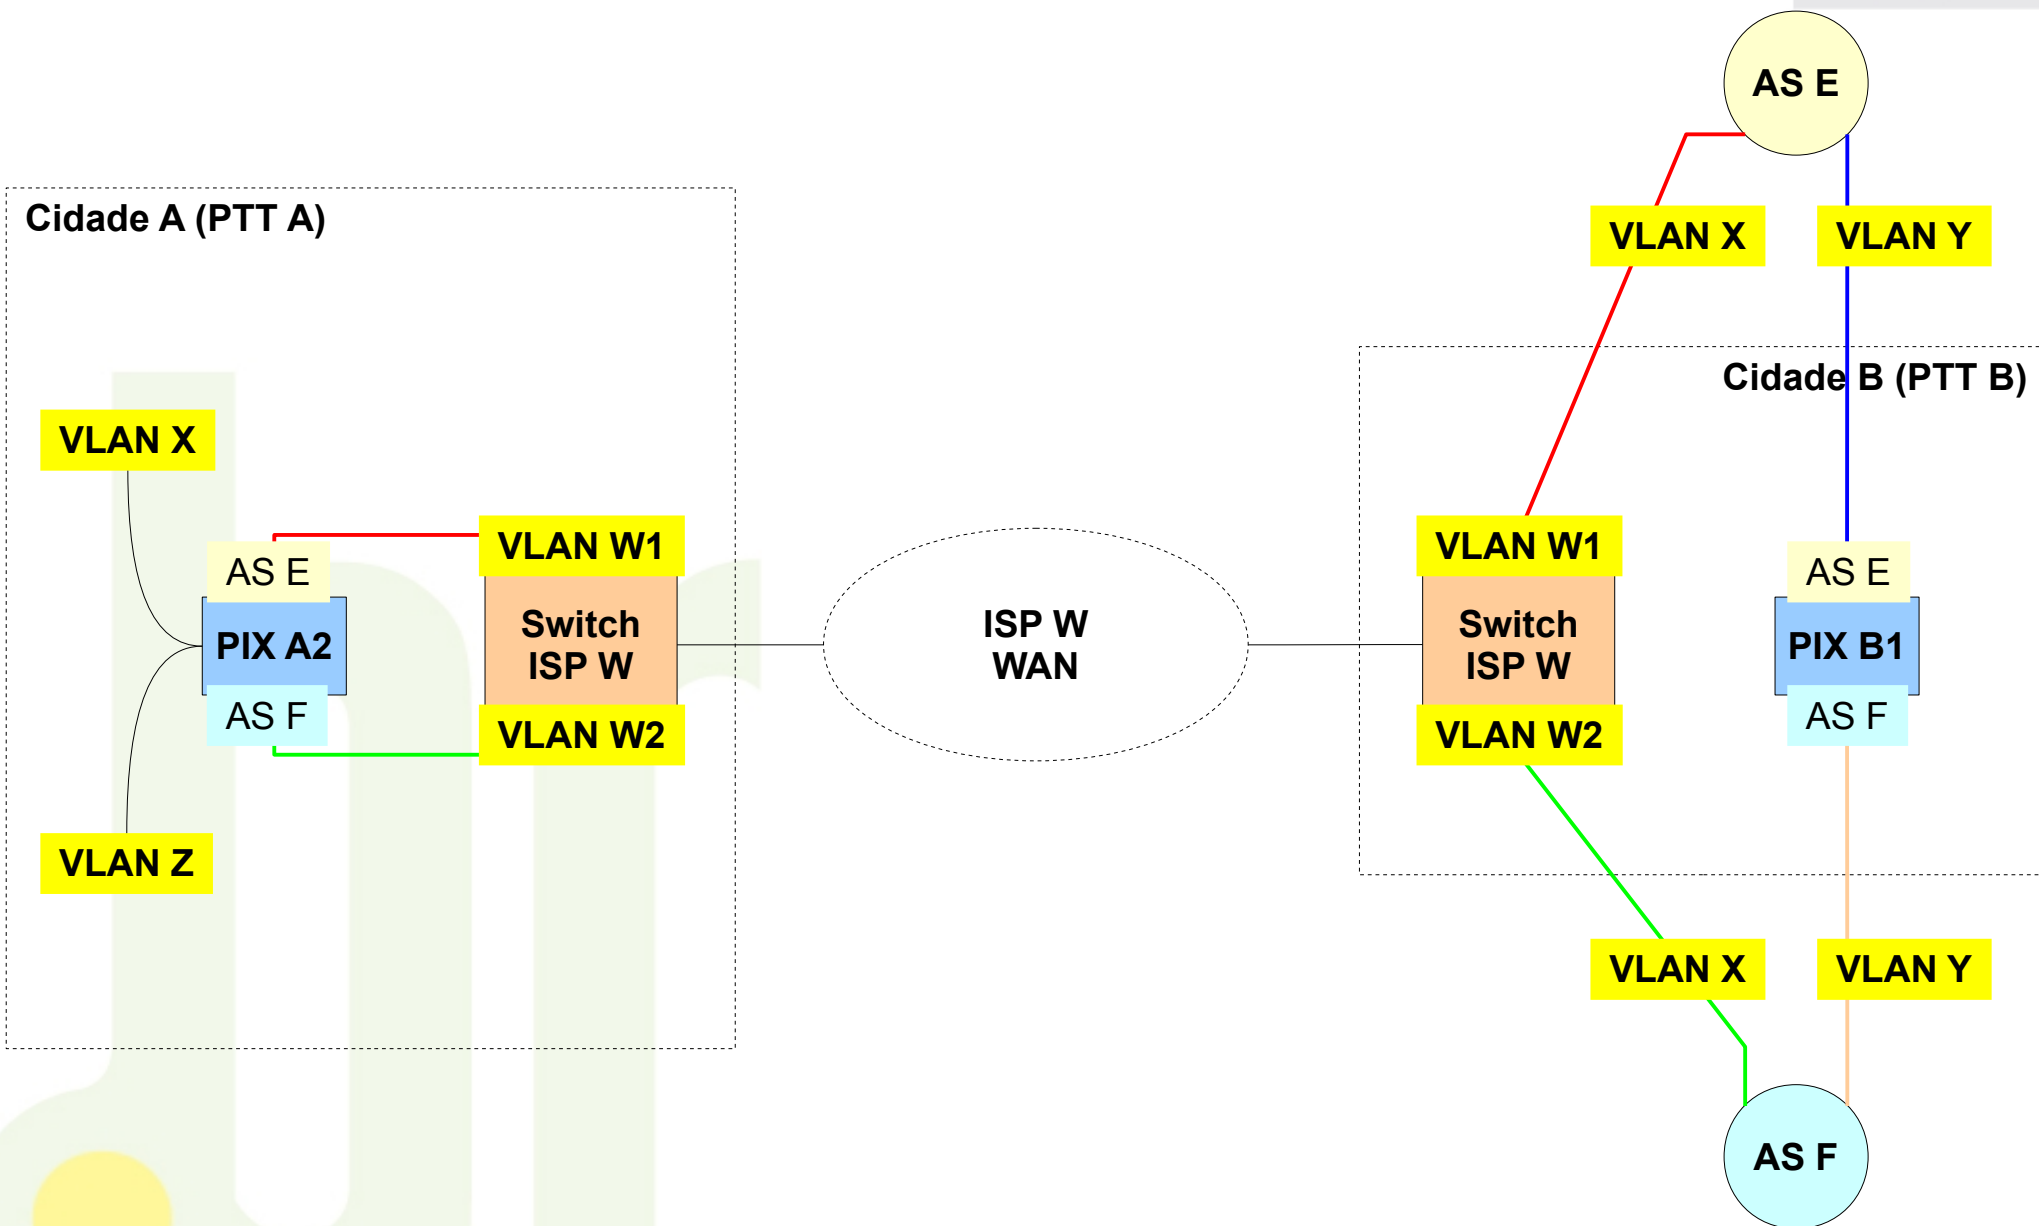 AS E
VLAN X
VLAN Y
Cidade A (PTT A)
Cidade B (PTT B)
VLAN X
AS E
PIX A2
AS F
VLAN Z
VLAN W1
Switch
ISP W
VLAN W2
ISP W
WAN
VLAN W1
Switch
ISP W
VLAN W2
AS E
PIX B1
AS F
VLAN X
VLAN Y
AS F